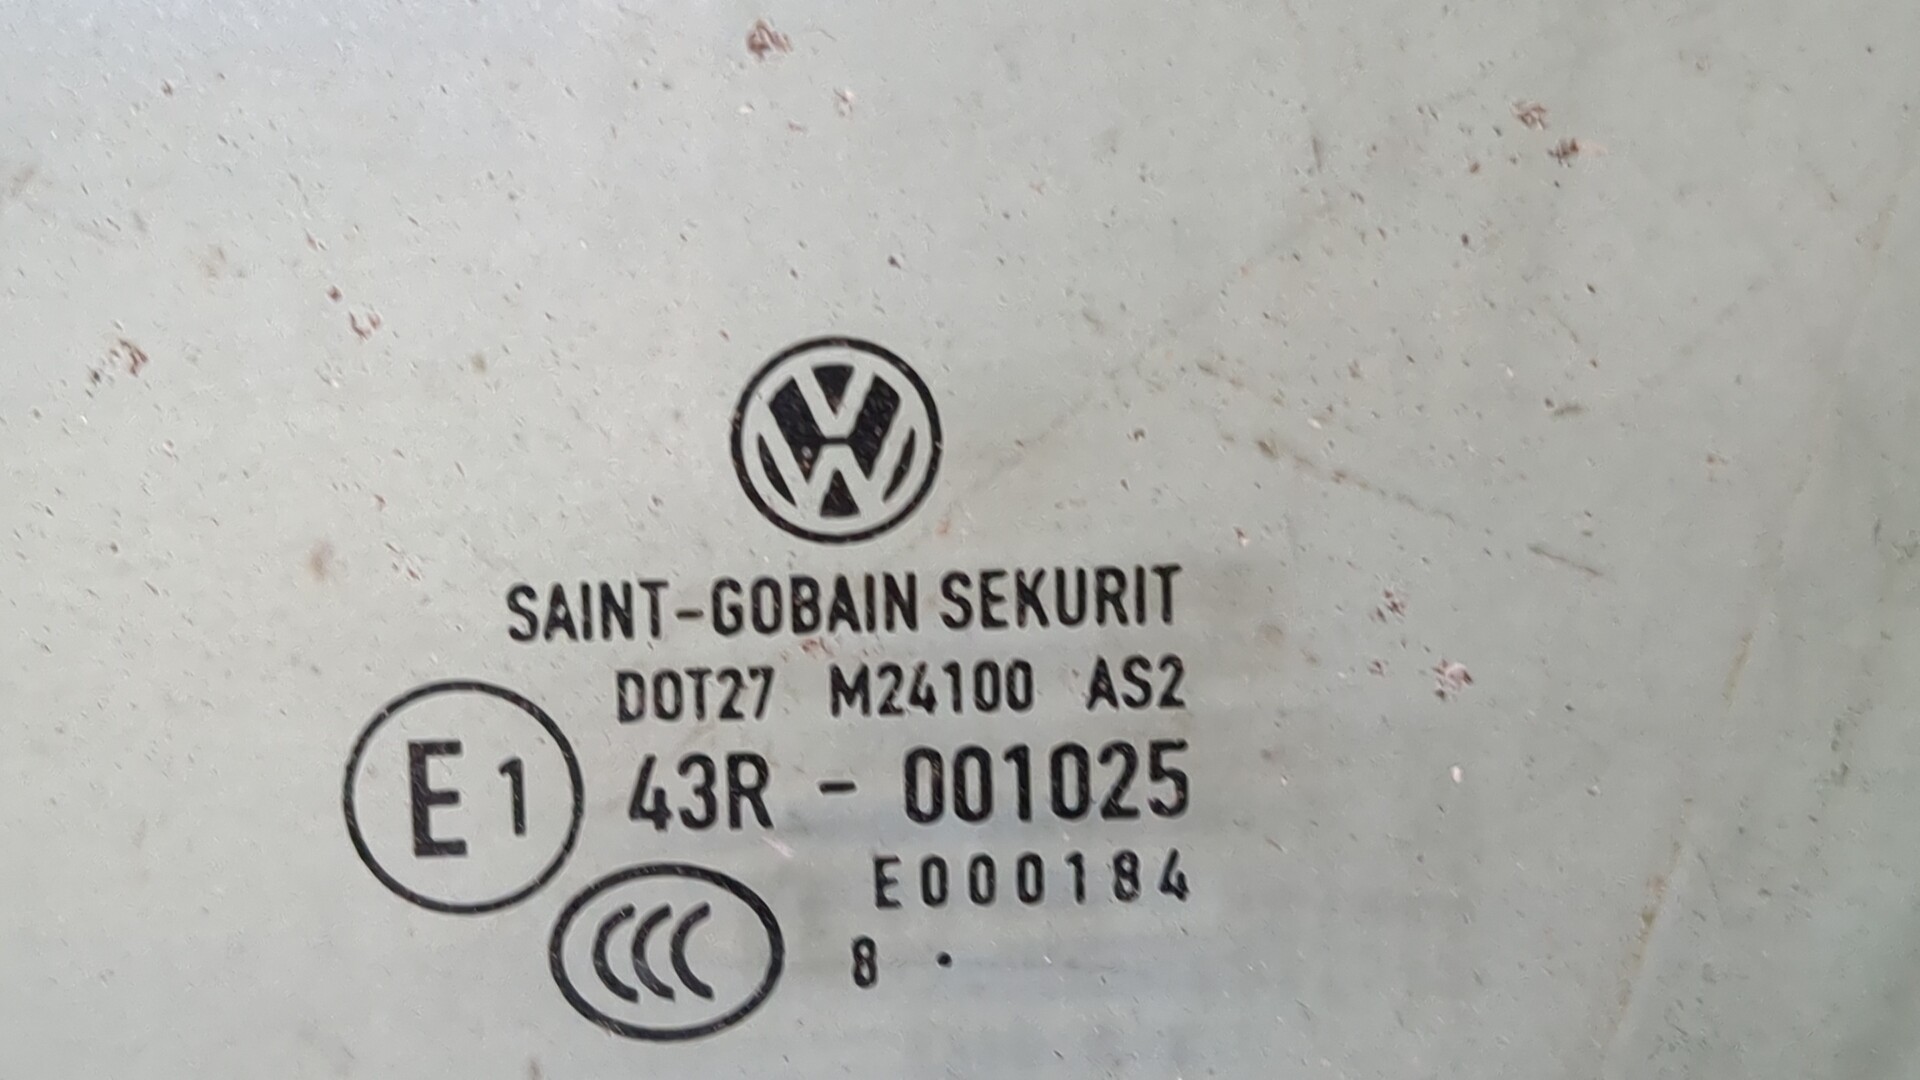 VW
SAINT-GOBAIN SEKURIT
DOT27 M24100 AS2
E1 43R - 001025
E000184
CCC 8 •